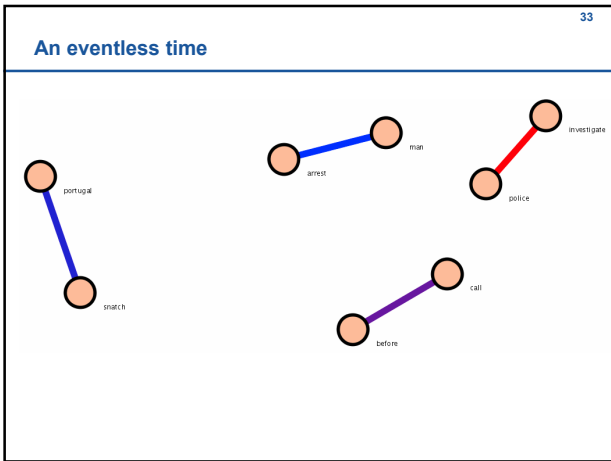 33
An eventless time
investigate
man
arrest
portugal
police
call
snatch
before